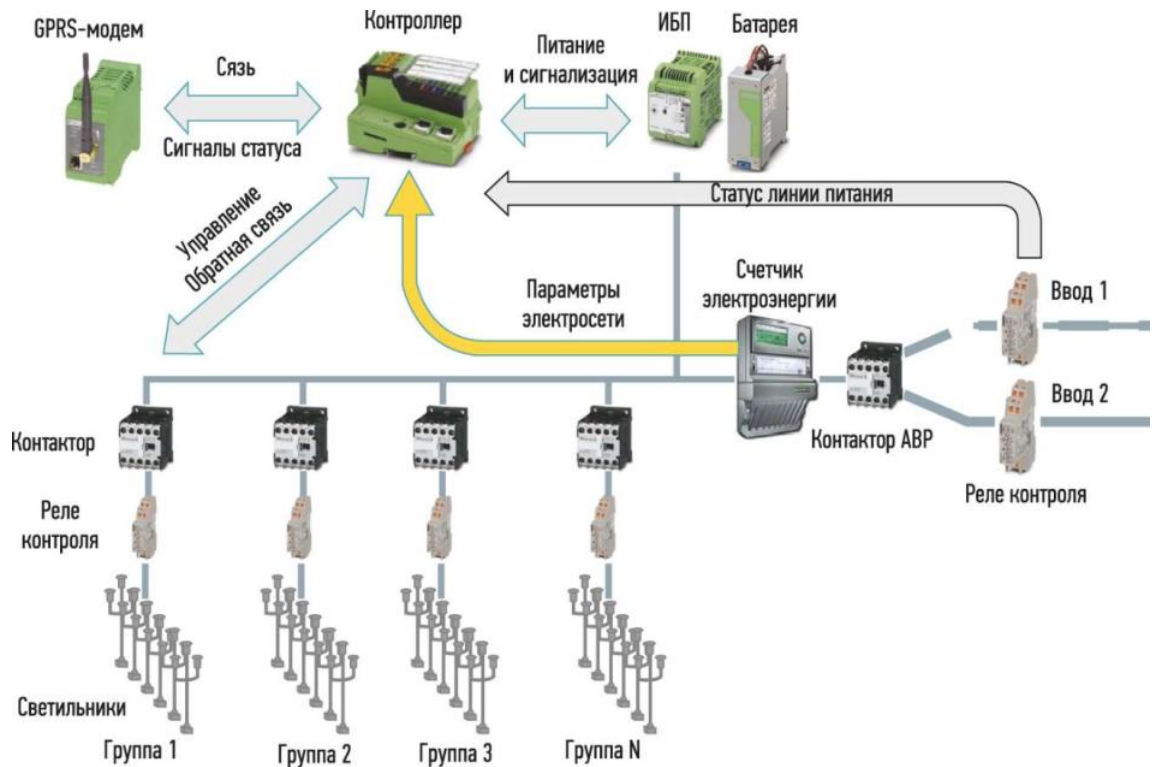 GPRS-модем
Контроллер
ИБП
Батарея
Сязь
Сигналы статуса
Питание
и сигнализация
Статус линии питания
Управление
Обратная связь
Параметры
электросети
Счетчик
электроэнергии
Ввод 1
Ввод 2
Контактор
Контактор АВР
Реле контроля
Реле
контроля
Светильники
Группа 1
Группа 2
Группа 3
Группа N